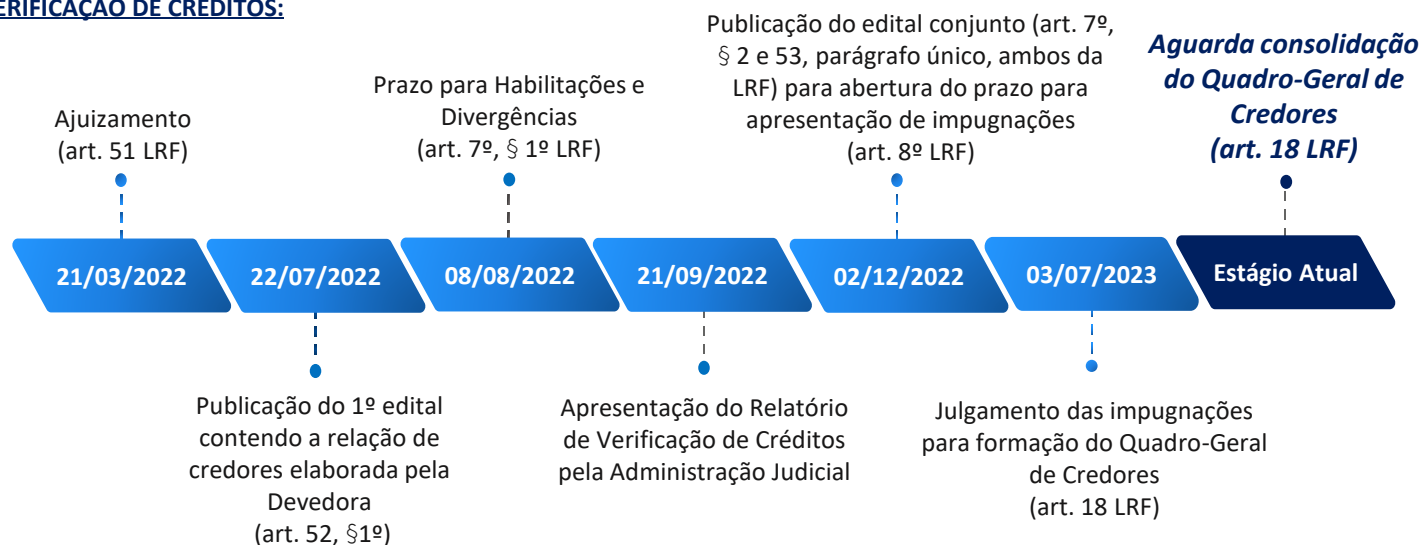 ERIFICAÇÃO DE CRÉDITOS:
Ajuizamento
(art. 51 LRF)
Prazo para Habilitações e
Divergências
(art. 7º, § 1º LRF)
Publicação do edital conjunto (art. 7º,
§ 2 e 53, parágrafo único, ambos da
LRF) para abertura do prazo para
apresentação de impugnações
(art. 8º LRF)
Aguarda consolidação
do Quadro-Geral de
Credores
(art. 18 LRF)
21/03/2022
22/07/2022
08/08/2022
21/09/2022
02/12/2022
03/07/2023
Estágio Atual
Publicação do 1º edital
contendo a relação de
credores elaborada pela
Devedora
(art. 52, §1º)
Apresentação do Relatório
de Verificação de Créditos
pela Administração Judicial
Julgamento das impugnações
para formação do Quadro-Geral
de Credores
(art. 18 LRF)